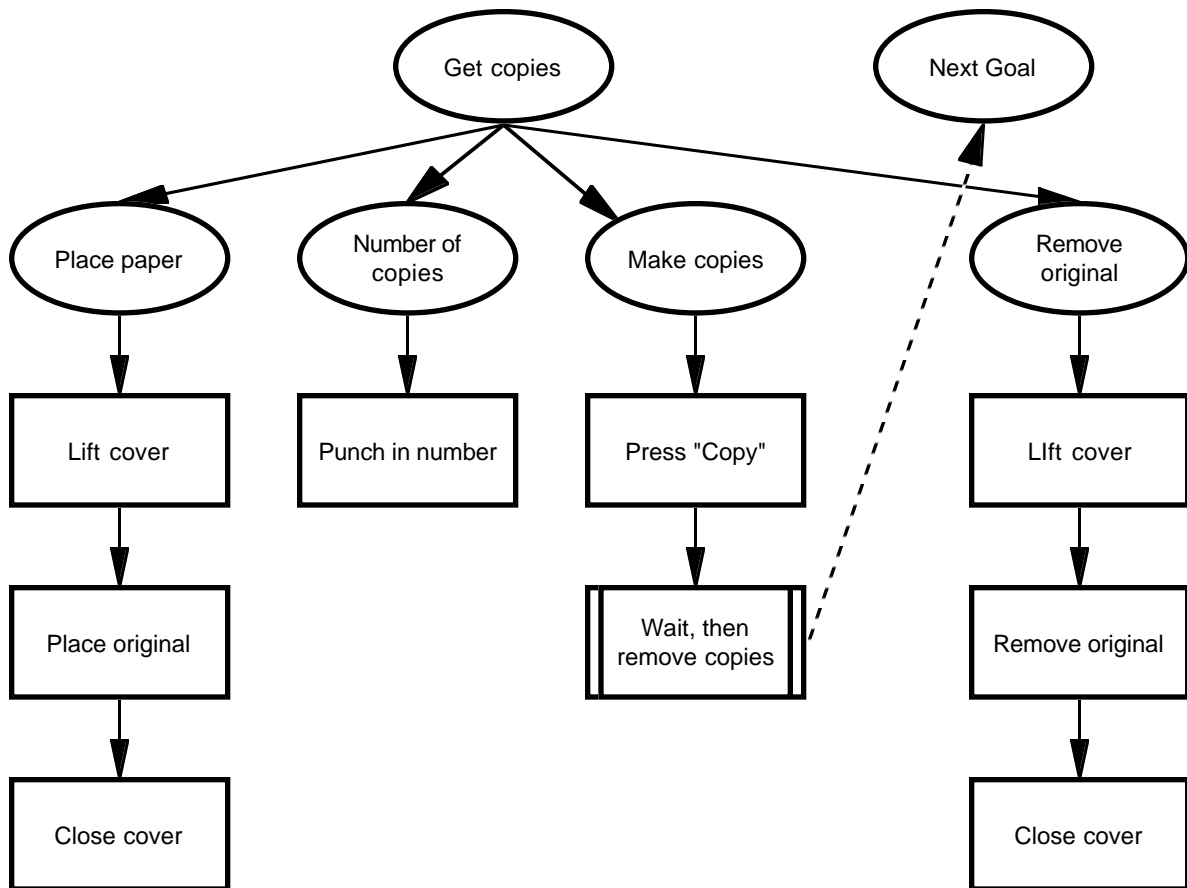 Get copies
Next Goal
Place paper
Number of
copies
Make copies
Remove
original
Lift cover
Punch in number
Press "Copy"
LIft cover
Place original
Wait, then
remove copies
Remove original
Close cover
Close cover